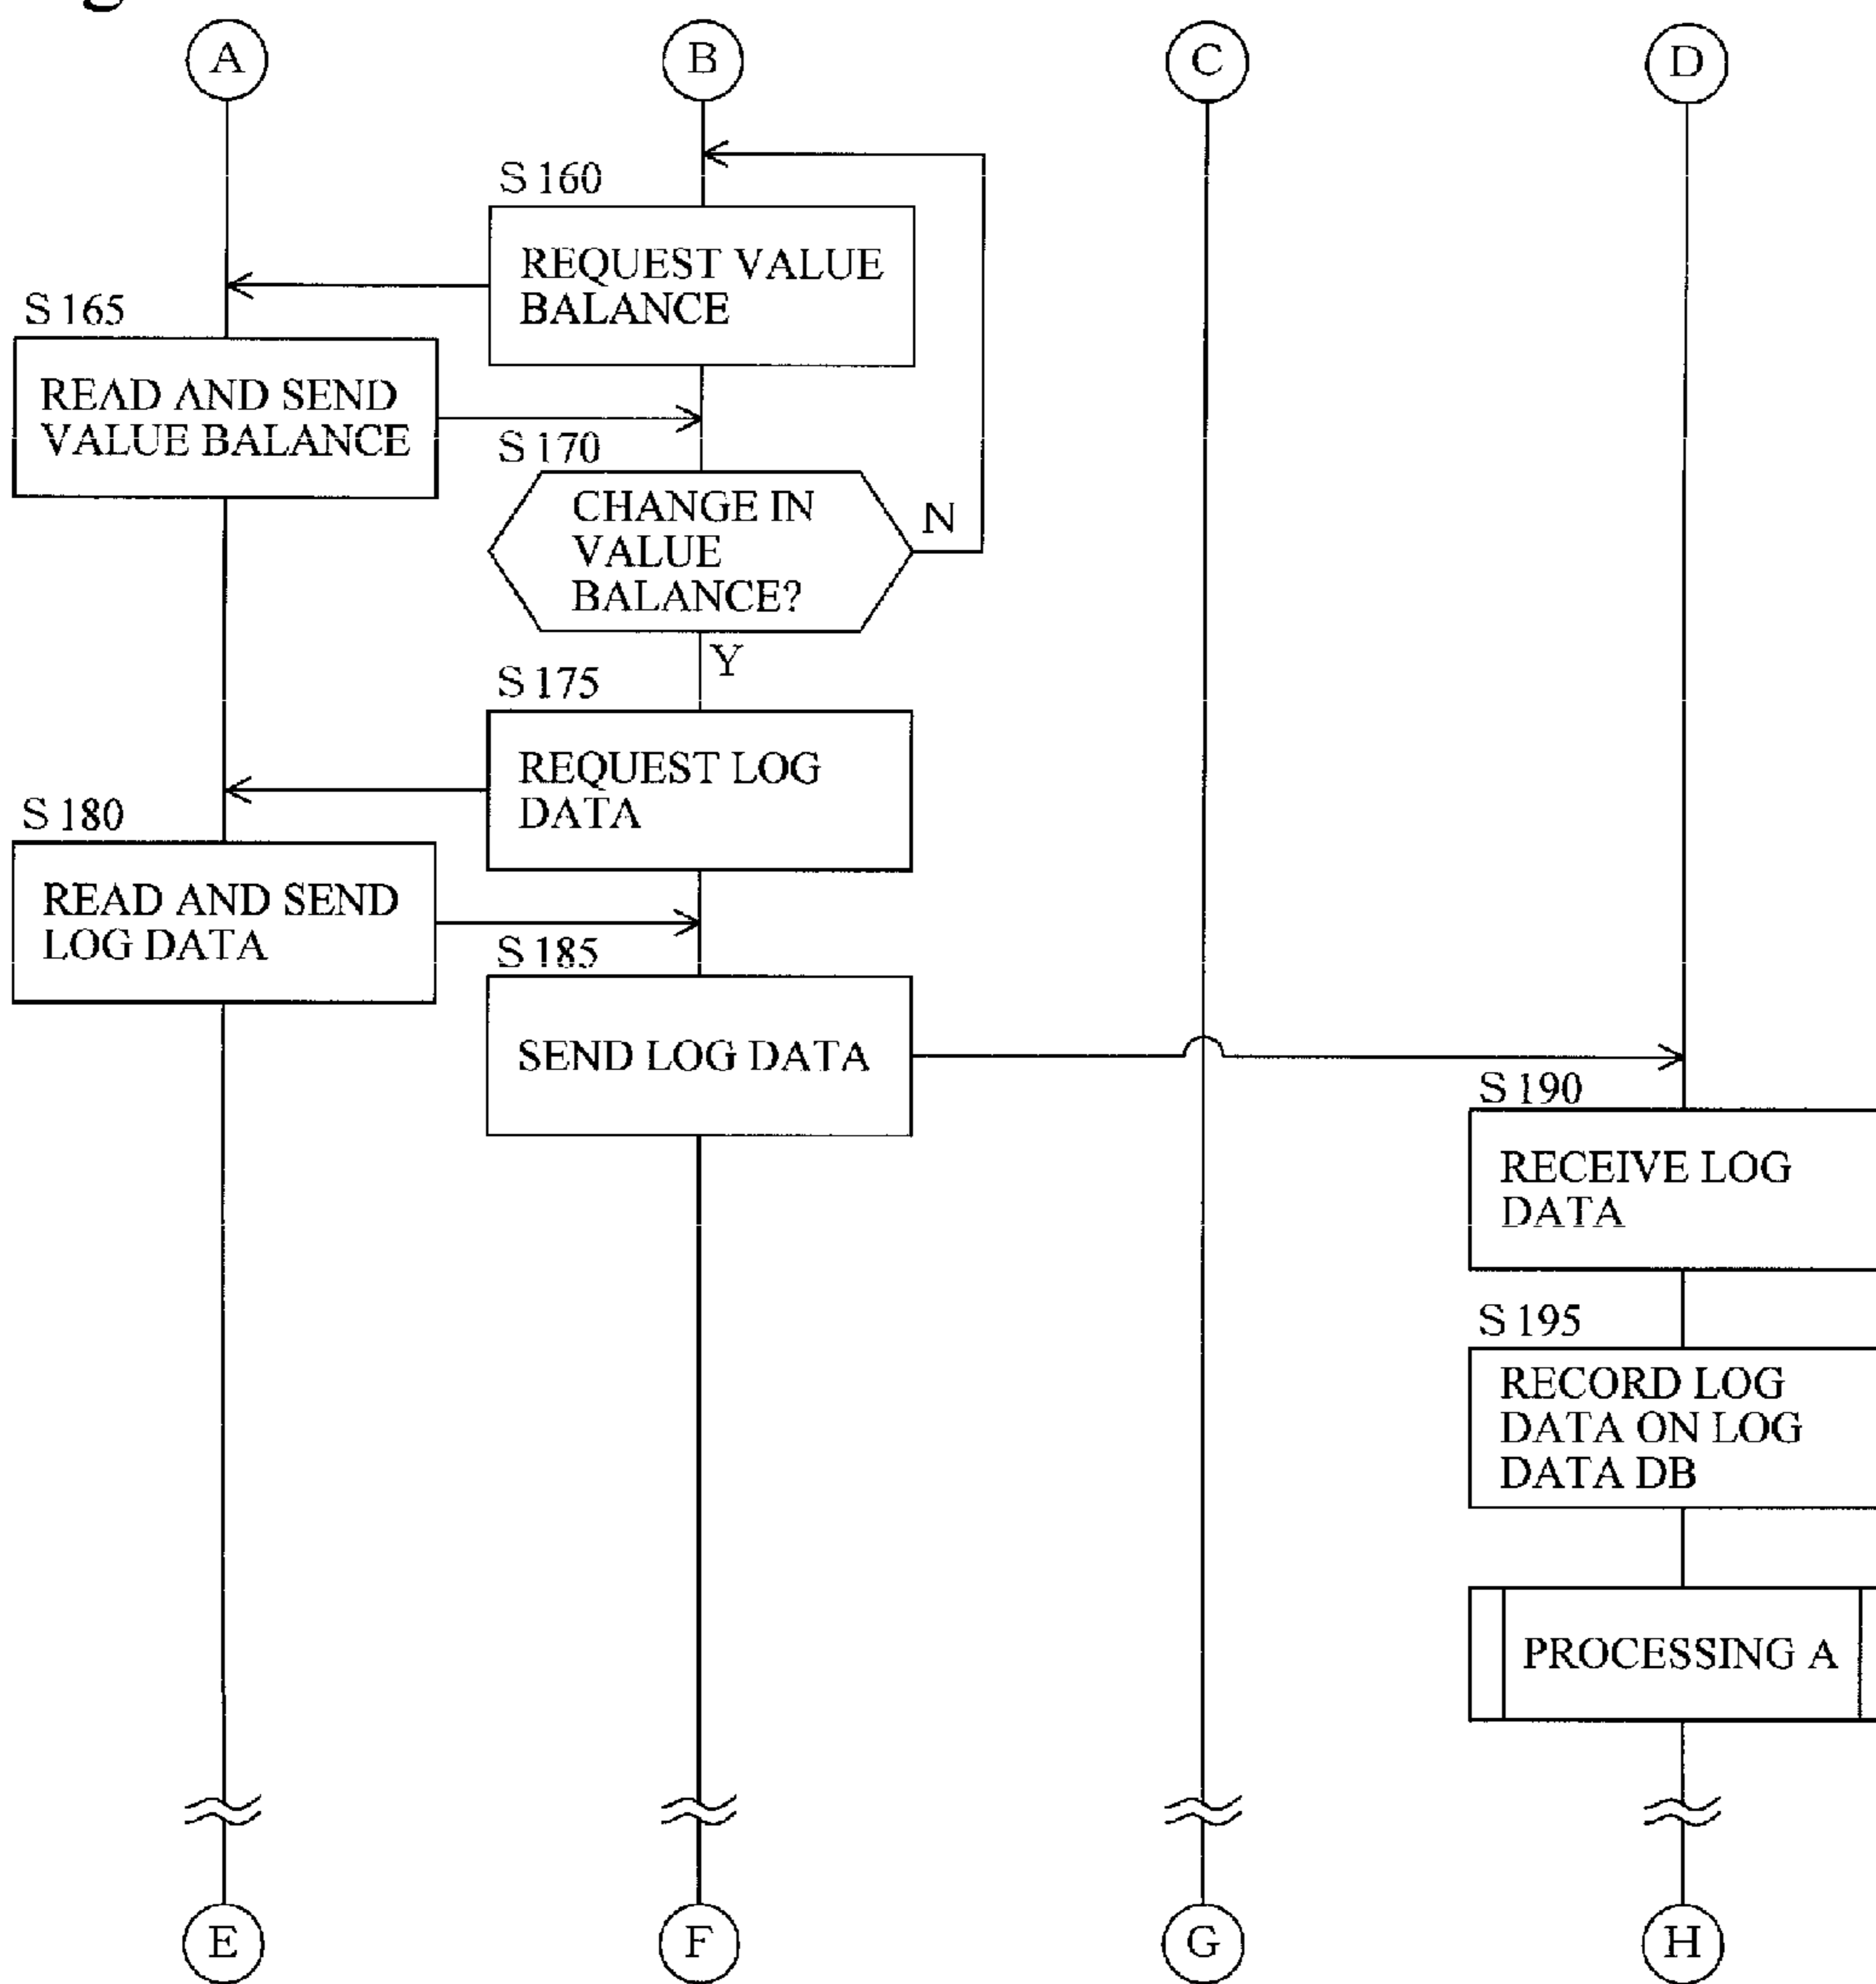 A
B
C
D
S 160
REQUEST VALUE
BALANCE
S 165
READ AND SEND
VALUE BALANCE
S 170
CHANGE IN
VALUE
BALANCE?
N
Y
S 175
REQUEST LOG
DATA
S 180
READ AND SEND
LOG DATA
S 185
SEND LOG DATA
S 190
RECEIVE LOG
DATA
S 195
RECORD LOG
DATA ON LOG
DATA DB
PROCESSING A
E
F
G
H